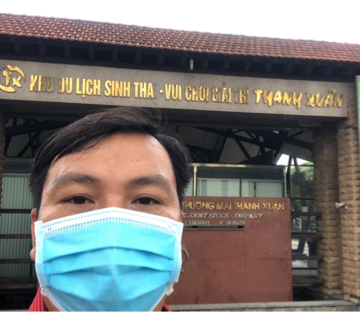 KHU DU LỊCH SINH THÁ - VUI CHƠI GIẢI TRÍ THANH XUÂN
THƯƠNG MẠI THANH XUÂN
JOINT STOCK COMPANY